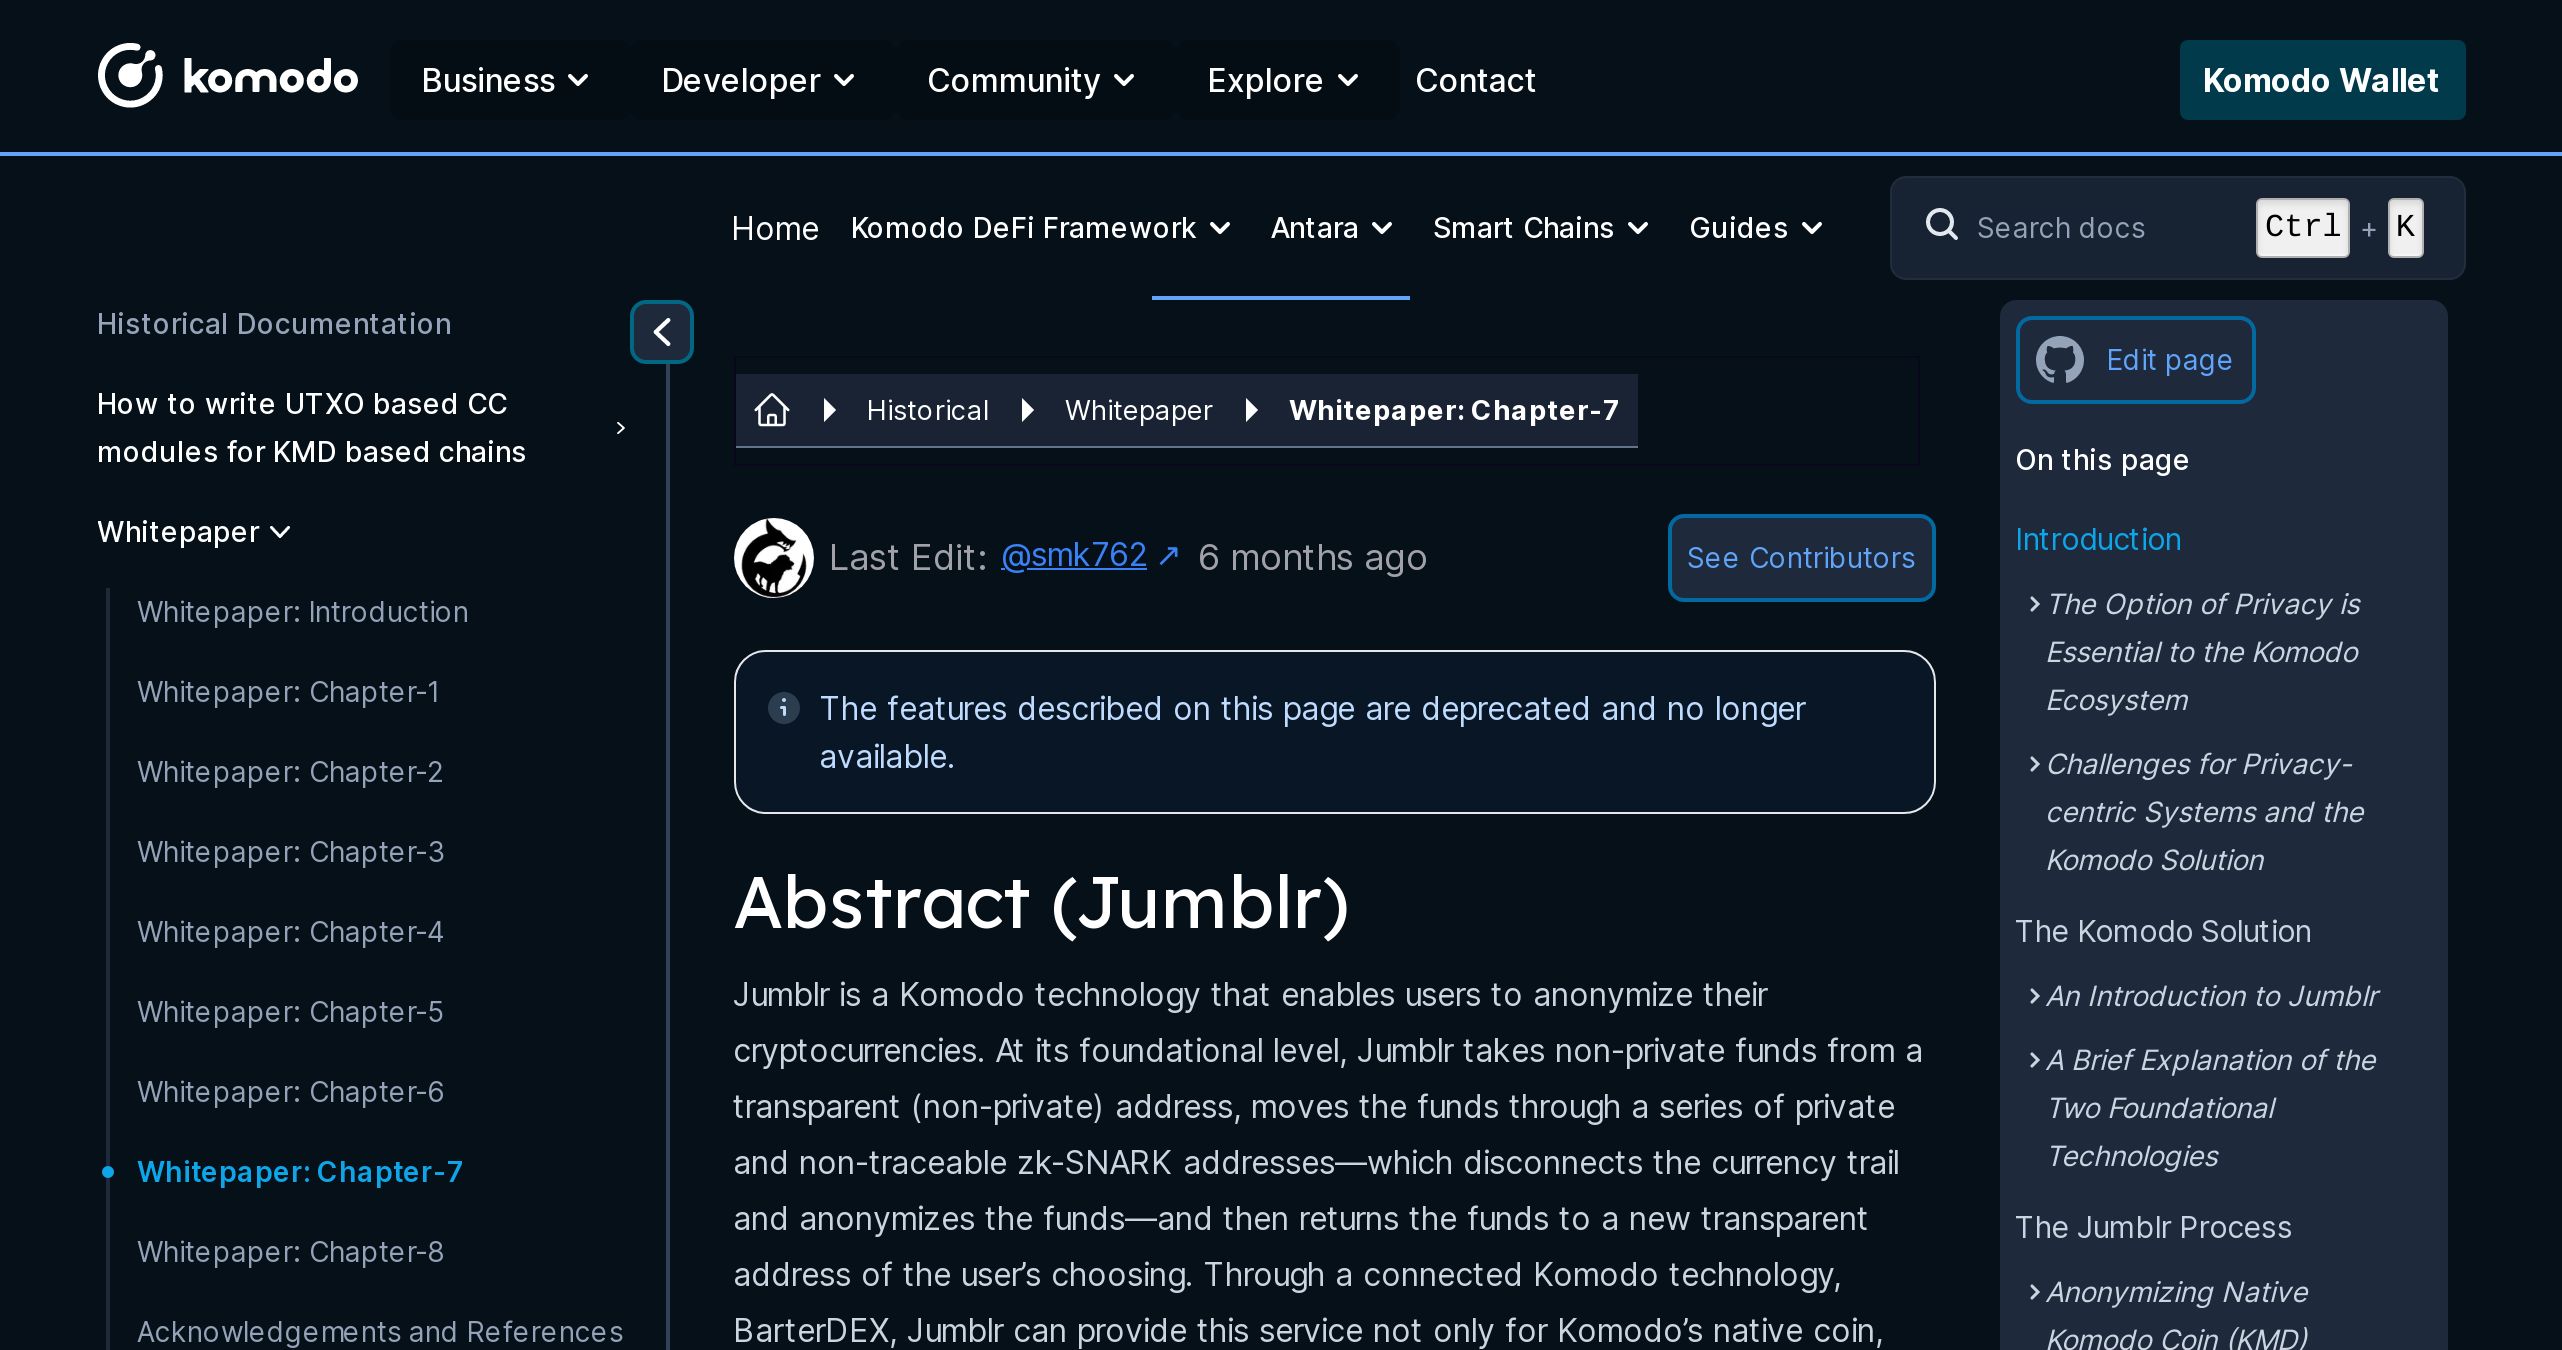 komodo
Business
Developer
Community
Explore
Contact
Komodo Wallet
Home
Komodo DeFi Framework
Antara
Smart Chains
Guides
Search docs
Ctrl + K
Historical Documentation
How to write UTXO based CC
modules for KMD based chains
Whitepaper
Whitepaper: Introduction
Whitepaper: Chapter-1
Whitepaper: Chapter-2
Whitepaper: Chapter-3
Whitepaper: Chapter-4
Whitepaper: Chapter-5
Whitepaper: Chapter-6
Whitepaper: Chapter-7
Whitepaper: Chapter-8
Acknowledgements and References
Historical
Whitepaper
Whitepaper: Chapter-7
Last Edit: @smk762 ↗ 6 months ago
See Contributors
The features described on this page are deprecated and no longer
available.
Abstract (Jumblr)
Jumblr is a Komodo technology that enables users to anonymize their
cryptocurrencies. At its foundational level, Jumblr takes non-private funds from a
transparent (non-private) address, moves the funds through a series of private
and non-traceable zk-SNARK addresses—which disconnects the currency trail
and anonymizes the funds—and then returns the funds to a new transparent
address of the user’s choosing. Through a connected Komodo technology,
BarterDEX, Jumblr can provide this service not only for Komodo’s native coin,
Edit page
On this page
Introduction
The Option of Privacy is
Essential to the Komodo
Ecosystem
Challenges for Privacy-
centric Systems and the
Komodo Solution
The Komodo Solution
An Introduction to Jumblr
A Brief Explanation of the
Two Foundational
Technologies
The Jumblr Process
Anonymizing Native
Komodo Coin (KMD)